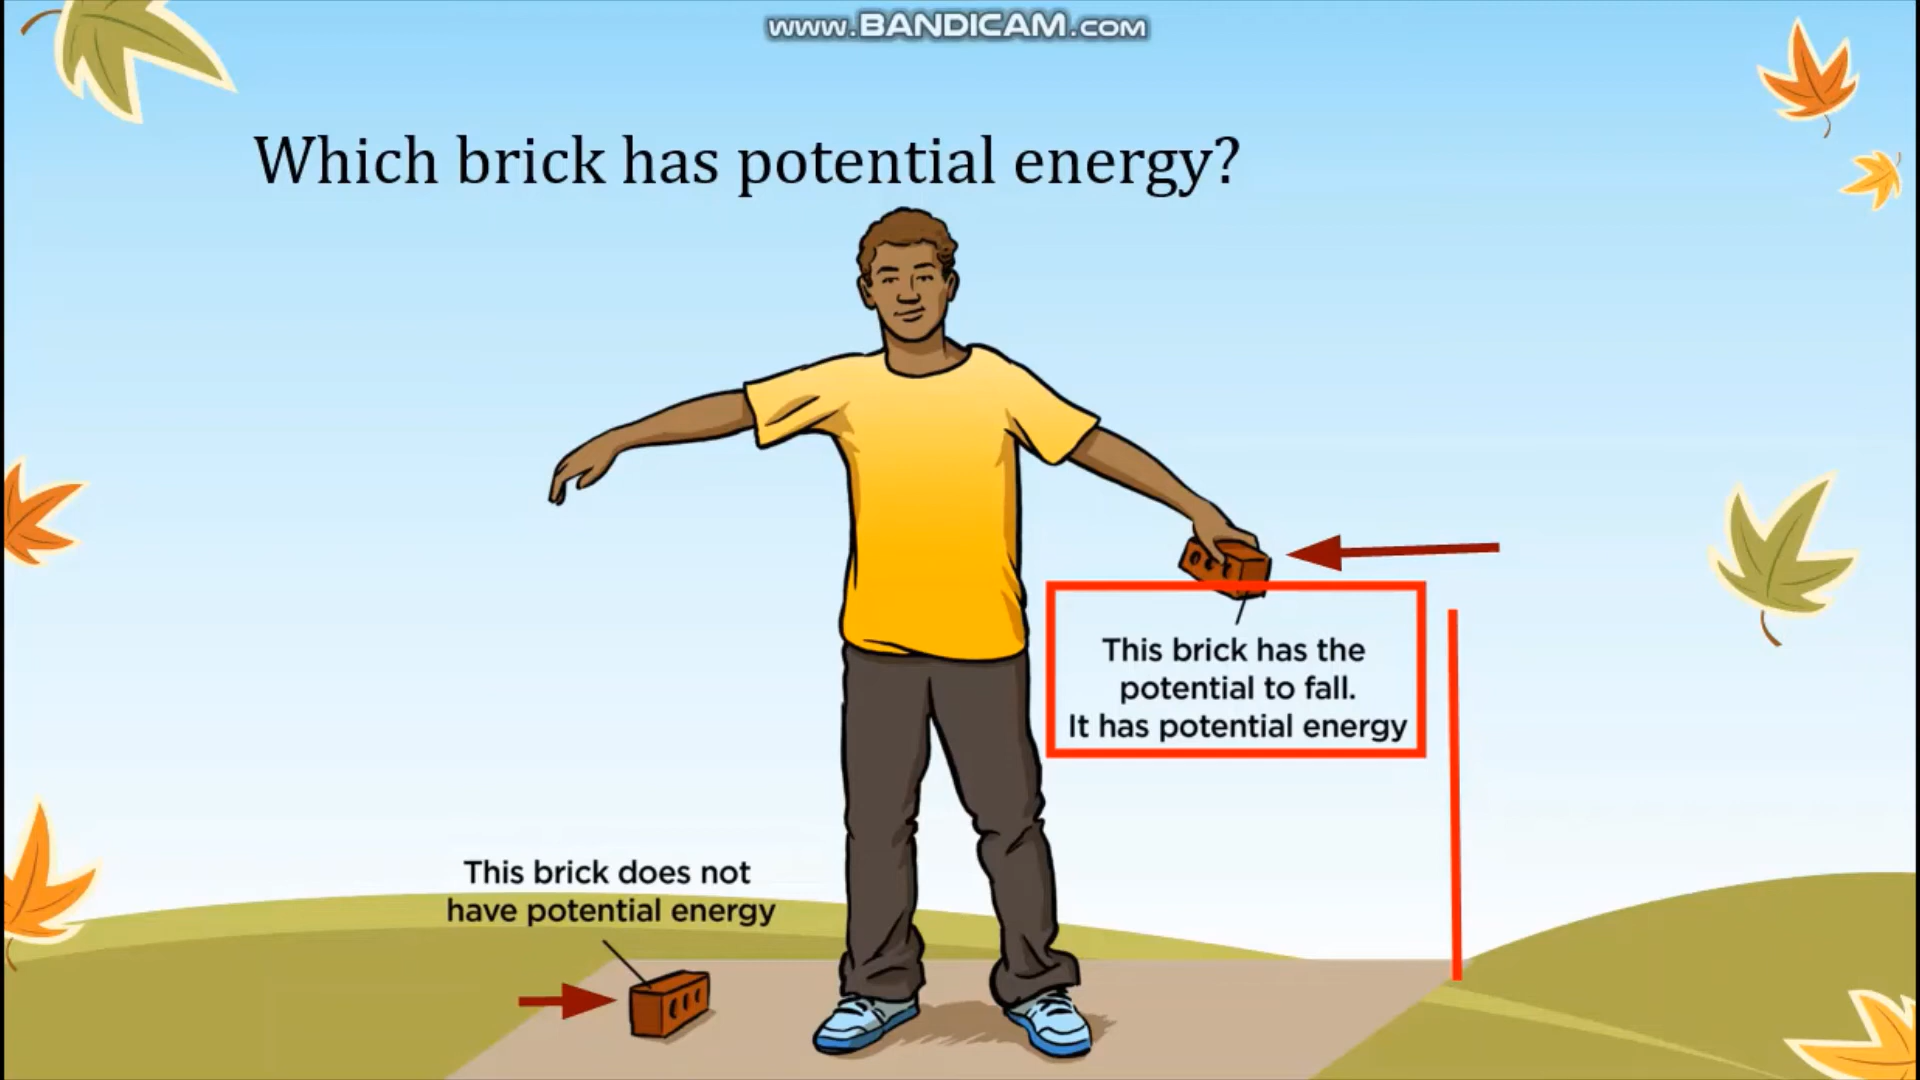 www.BANDICAM.com
Which brick has potential energy?
This brick has the
potential to fall.
It has potential energy
This brick does not
have potential energy